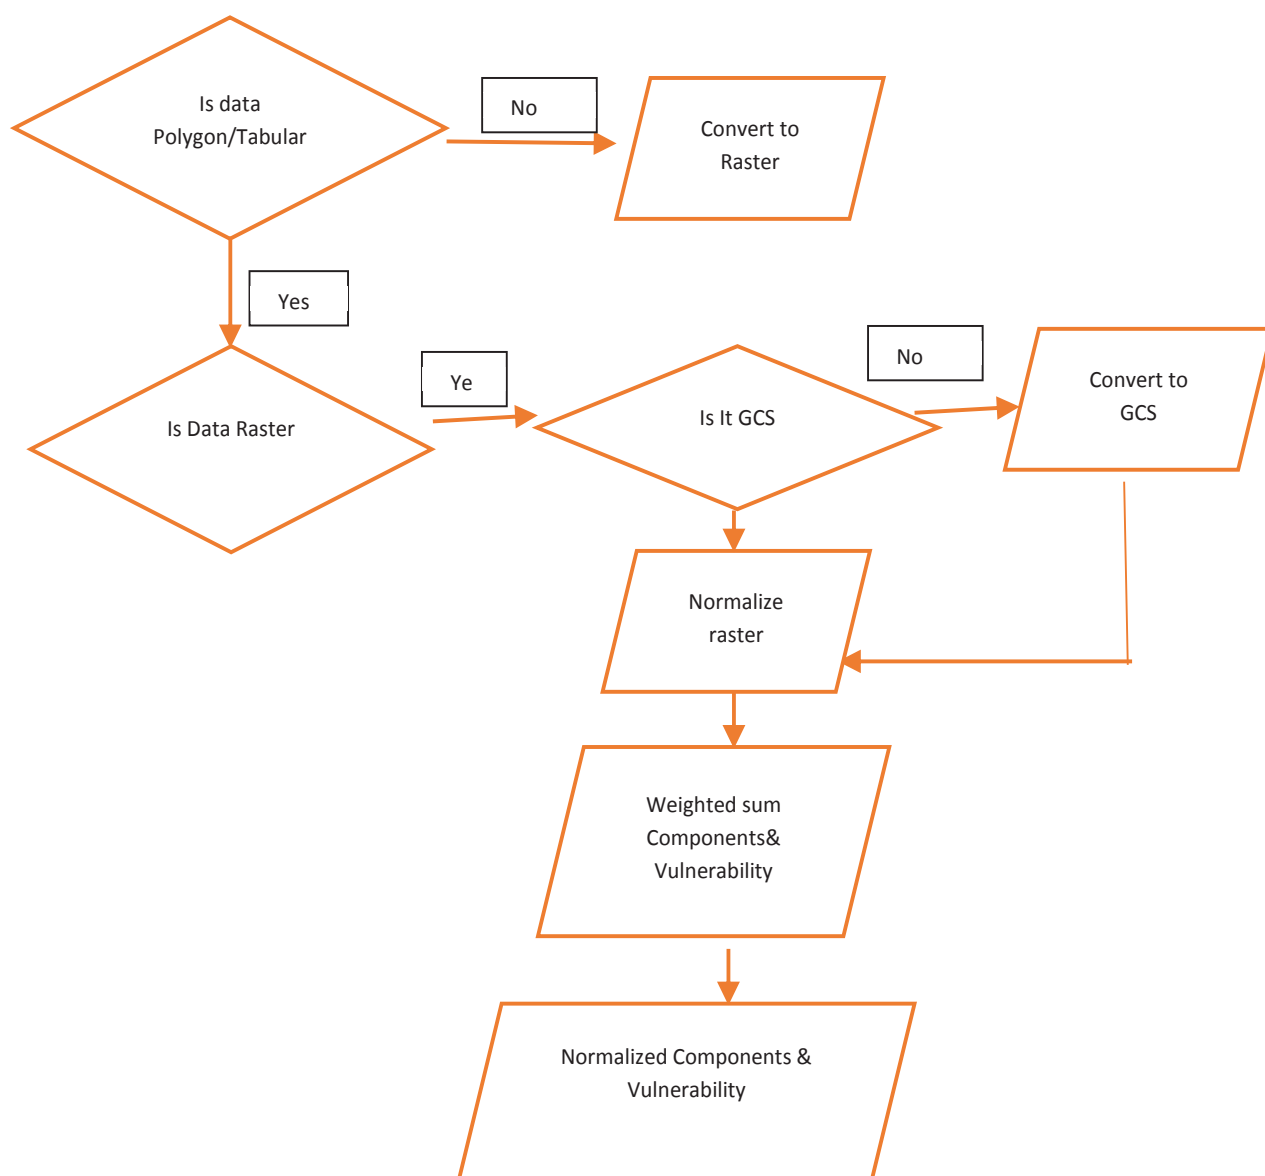 Is data
Polygon/Tabular
No
Convert to
Raster
Yes
Is Data Raster
Ye
Is It GCS
No
Convert to
GCS
Normalize
raster
Weighted sum
Components&
Vulnerability
Normalized Components &
Vulnerability